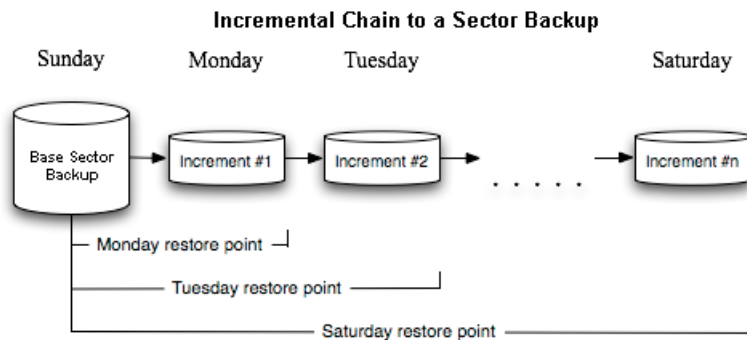 Incremental Chain to a Sector Backup
Sunday
Monday
Tuesday
Saturday
Base Sector
Backup
Increment #1
Increment #2
. . . . .
Increment #n
Monday restore point
Tuesday restore point
Saturday restore point